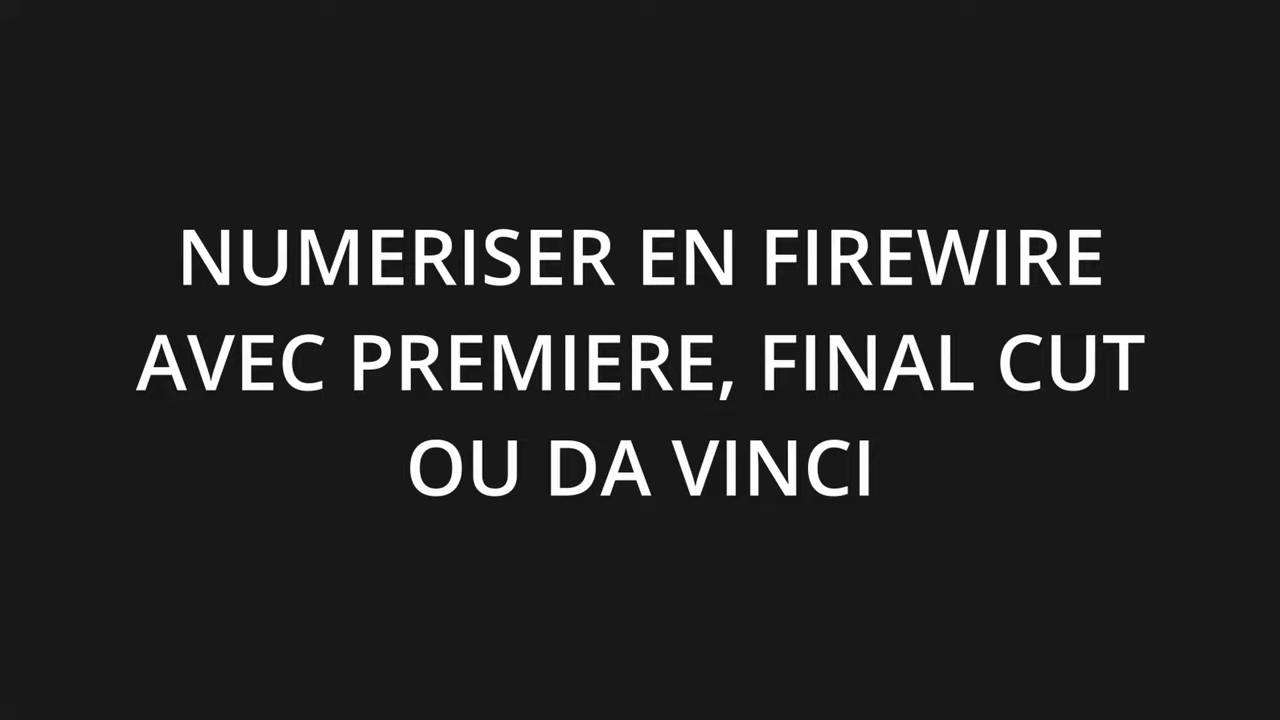 NUMERISER EN FIREWIRE
AVEC PREMIERE, FINAL CUT
OU DA VINCI